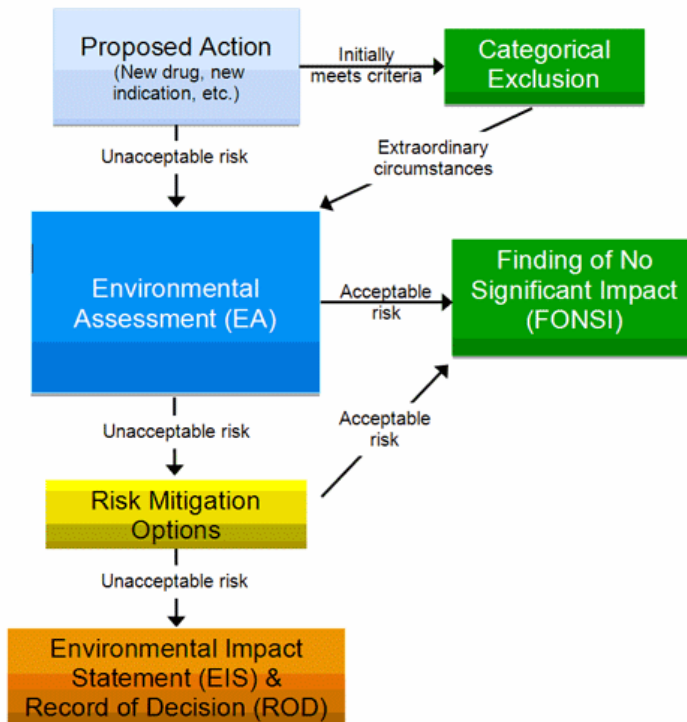 Proposed Action
(New drug, new
indication, etc.)
Initially
meets criteria
Categorical
Exclusion
Unacceptable risk
Extraordinary
circumstances
Environmental
Assessment (EA)
Acceptable
risk
Finding of No
Significant Impact
(FONSI)
Unacceptable risk
Acceptable
risk
Risk Mitigation
Options
Unacceptable risk
Environmental Impact
Statement (EIS) &
Record of Decision (ROD)